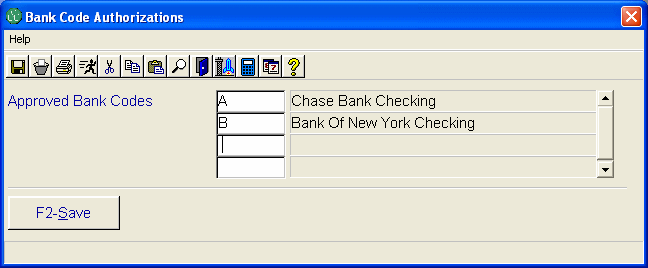 Bank Code Authorizations
Help
Approved Bank Codes A Chase Bank Checking
B Bank Of New York Checking
F2-Save